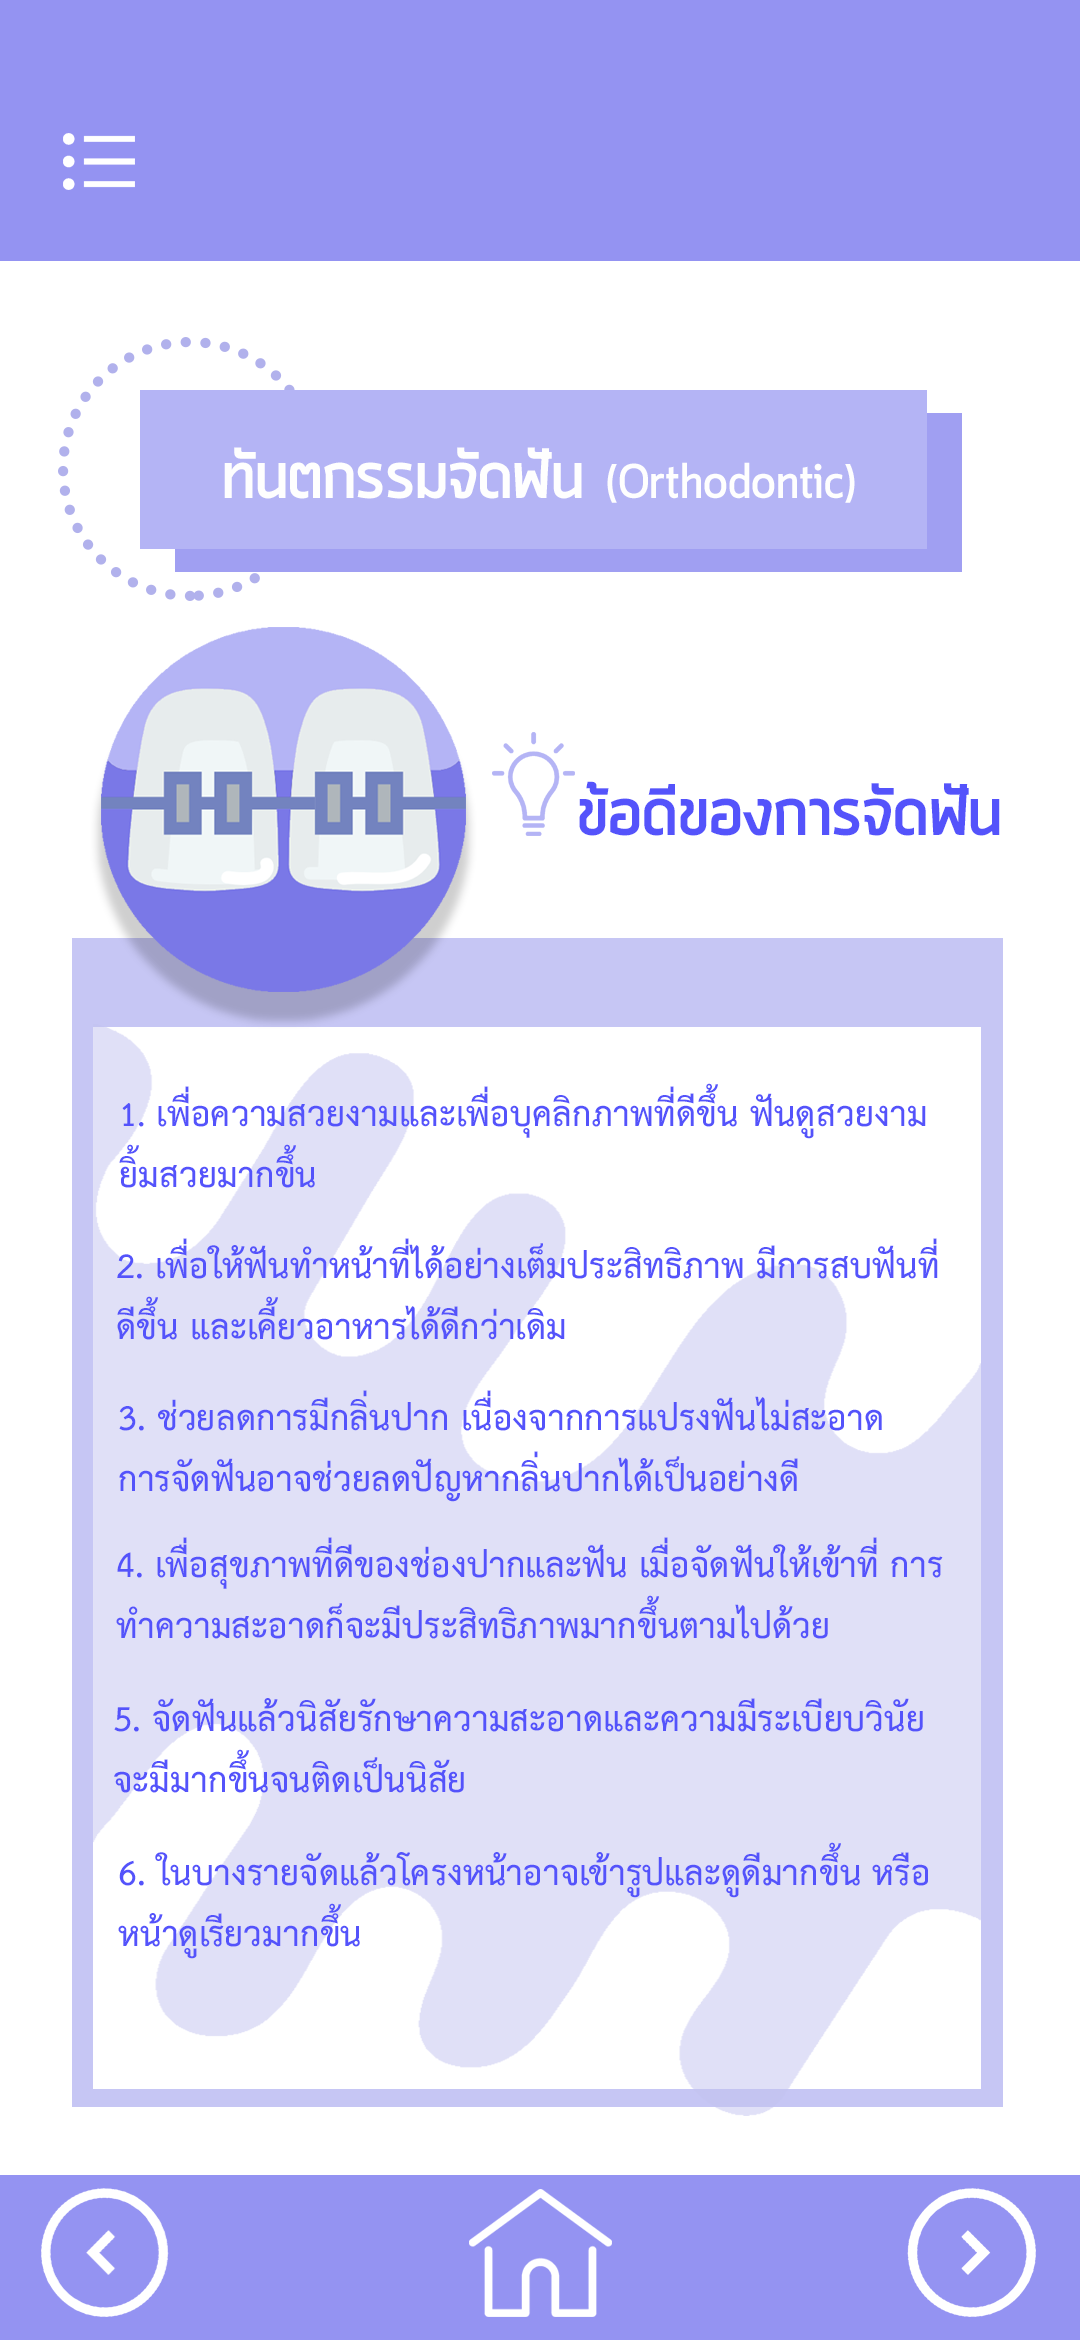 ทันตกรรมจัดฟัน (Orthodontic)
ข้อดีของการจัดฟัน
1. เพื่อความสวยงามและเพื่อบุคลิกภาพที่ดีขึ้น ฟันดูสวยงาม
ยิ้มสวยมากขึ้น
2. เพื่อให้ฟันทำหน้าที่ได้อย่างเต็มประสิทธิภาพ มีการสบฟันที่
ดีขึ้น และเคี้ยวอาหารได้ดีกว่าเดิม
3. ช่วยลดการมีกลิ่นปาก เนื่องจากการแปรงฟันไม่สะอาด
การจัดฟันอาจช่วยลดปัญหากลิ่นปากได้เป็นอย่างดี
4. เพื่อสุขภาพที่ดีของช่องปากและฟัน เมื่อจัดฟันให้เข้าที่ การ
ทำความสะอาดก็จะมีประสิทธิภาพมากขึ้นตามไปด้วย
5. จัดฟันแล้วนิสัยรักษาความสะอาดและความมีระเบียบวินัย
จะมีมากขึ้นจนติดเป็นนิสัย
6. ในบางรายจัดแล้วโครงหน้าอาจเข้ารูปและดูดีมากขึ้น หรือ
หน้าดูเรียวมากขึ้น